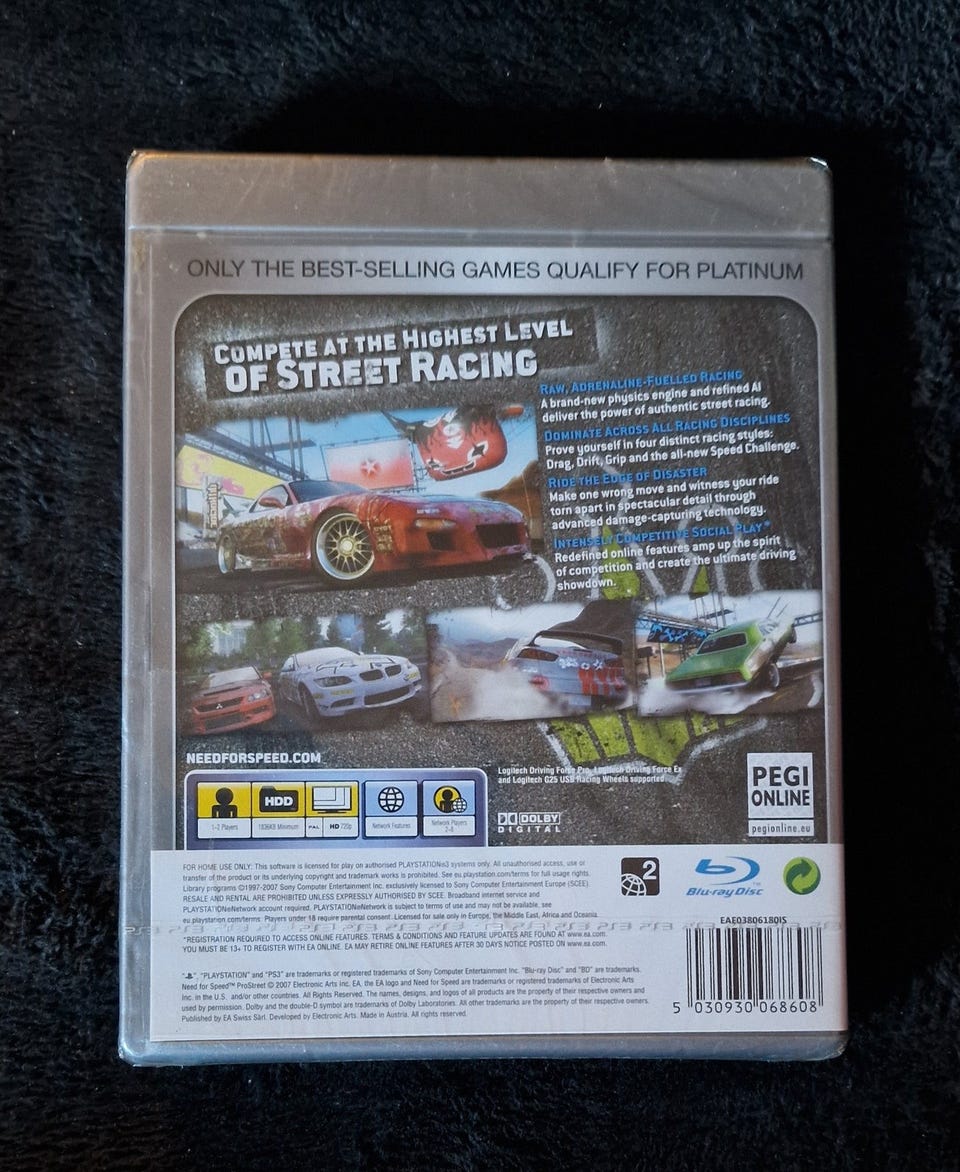 ONLY THE BEST-SELLING GAMES QUALIFY FOR PLATINUM
COMPETE AT THE HIGHEST LEVEL
OF STREET RACING
RAW, ADRENALINE-FUELLED RACING
A brand-new physics engine and refined AI
deliver the power of authentic street racing.
DOMINATE ACROSS ALL RACING DISCIPLINES
Prove yourself in four distinct racing styles:
Drag, Drift, Grip and the all-new Speed Challenge.
RIDE THE EDGE OF DISASTER
Make one wrong move and witness your ride
torn apart in spectacular detail through
advanced damage-capturing technology.
INTENSELY COMPETITIVE SOCIAL PLAY*
Redefined online features amp up the spirit
of competition and create the ultimate driving
showdown.
NEEDFORSPEED.COM
Logitech Driving Force Pro, Logitech Driving Force Ex
and Logitech G25 USB Racing Wheels supported
HDD
1-2 Players
1836KB Minimum
PAL
HD 720p
Network Features
Network Players
2-8
DOLBY
DIGITAL
PEGI
ONLINE
pegionline.eu
FOR HOME USE ONLY: This software is licensed for play on authorised PLAYSTATION®3 systems only. All unauthorised access, use or
transfer of the product or its underlying copyright and trademark works is prohibited. See eu.playstation.com/terms for full usage rights.
Library programs ©1997-2007 Sony Computer Entertainment Inc. exclusively licensed to Sony Computer Entertainment Europe (SCEE).
RESALE AND RENTAL ARE PROHIBITED UNLESS EXPRESSLY AUTHORISED BY SCEE. Broadband internet service and
PLAYSTATION®Network account required. PLAYSTATION®Network is subject to terms of use and may not be available, see
eu.playstation.com/terms. Players under 18 require parental consent. Licensed for sale only in Europe, the Middle East, Africa and Oceania.
2
Blu-ray Disc™
EAE03806180IS
PS3 PS3 PS3 PS3 PS3 PS3 PS3 PS3
*REGISTRATION REQUIRED TO ACCESS ONLINE FEATURES. TERMS & CONDITIONS AND FEATURE UPDATES ARE FOUND AT www.ea.com.
YOU MUST BE 13+ TO REGISTER WITH EA ONLINE. EA MAY RETIRE ONLINE FEATURES AFTER 30 DAYS NOTICE POSTED ON www.ea.com.
"PLAYSTATION" and "PS3" are trademarks or registered trademarks of Sony Computer Entertainment Inc. "Blu-ray Disc" and "BD" are trademarks.
Need for Speed™ ProStreet © 2007 Electronic Arts Inc. EA, the EA logo and Need for Speed are trademarks or registered trademarks of Electronic Arts
Inc. in the U.S. and/or other countries. All Rights Reserved. The names, designs, and logos of all products are the property of their respective owners and
used by permission. Dolby and the double-D symbol are trademarks of Dolby Laboratories. All other trademarks are the property of their respective owners.
Published by EA Swiss Sàrl. Developed by Electronic Arts. Made in Austria. All rights reserved.
5 030930 068608